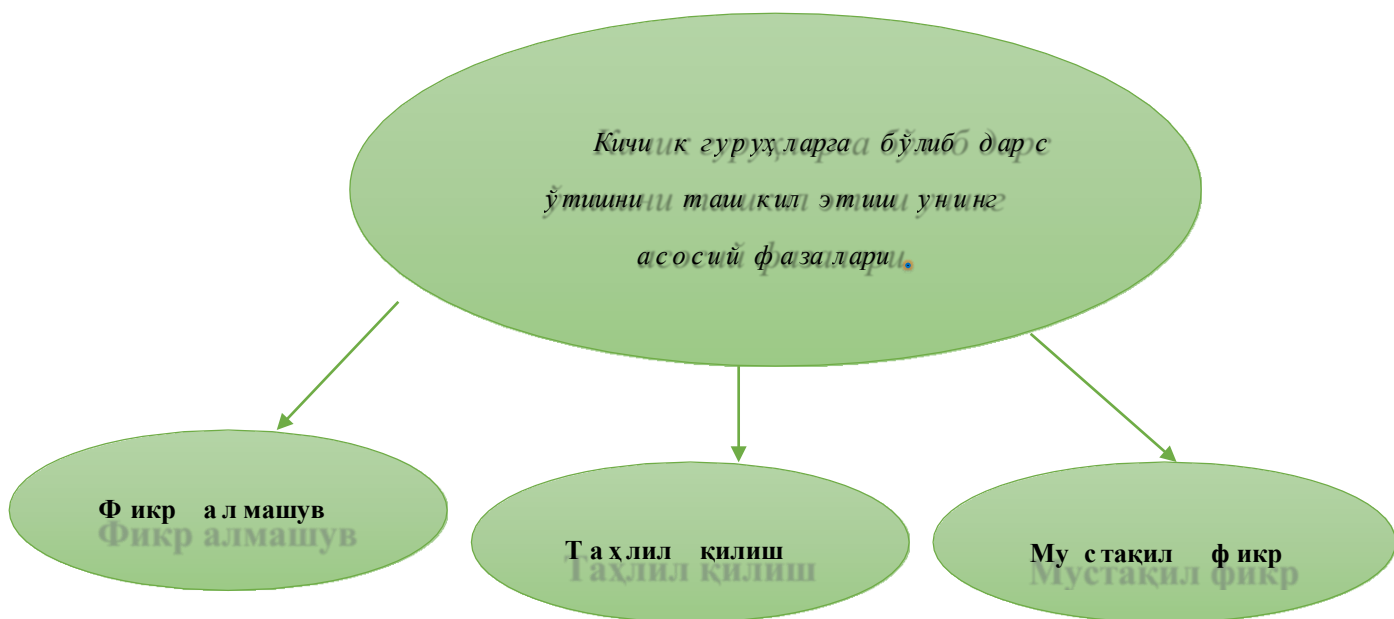 Кичик гуруҳларга бўлиб дарс
ўтишни ташкил этиш унинг
асосий фазалари.
Фикр алмашув
Таҳлил қилиш
Мустақил фикр